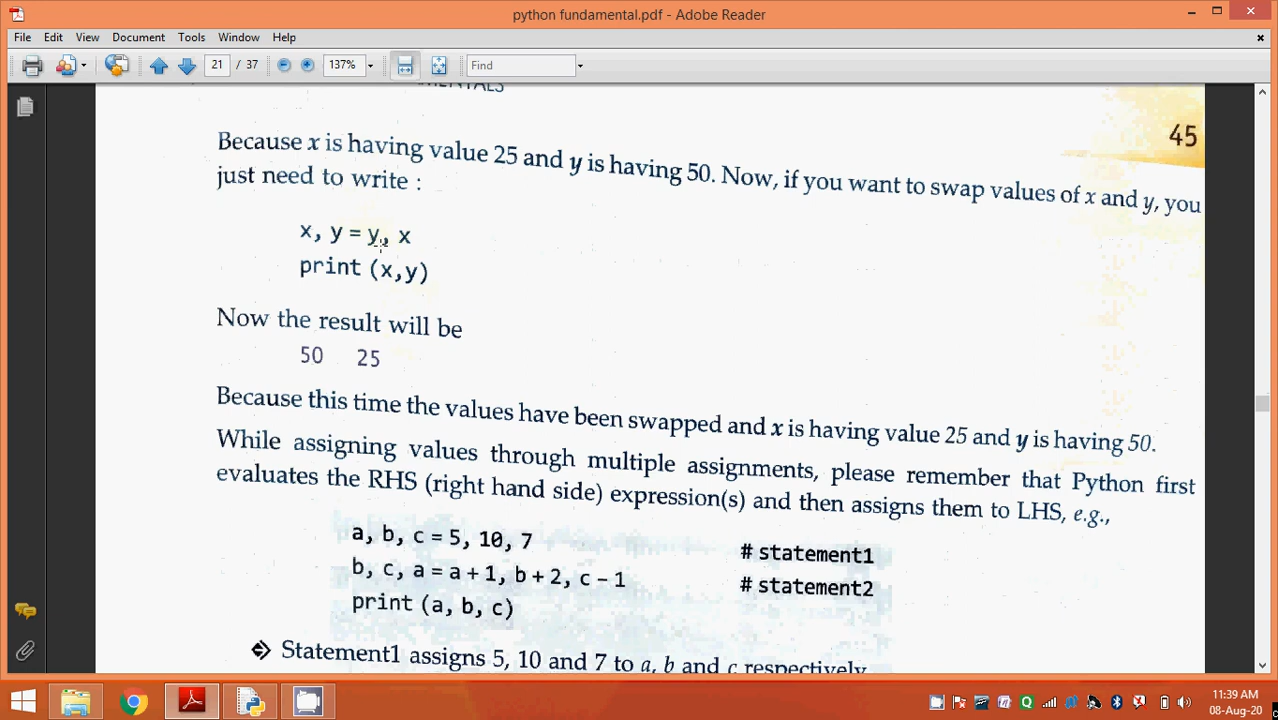 python fundamental.pdf - Adobe Reader
File Edit View Document Tools Window Help
21 / 37 137% Find
45
Because x is having value 25 and y is having 50. Now, if you want to swap values of x and y, you
just need to write :
x, y = y, x
print (x,y)
Now the result will be
50 25
Because this time the values have been swapped and x is having value 25 and y is having 50.
While assigning values through multiple assignments, please remember that Python first
evaluates the RHS (right hand side) expression(s) and then assigns them to LHS, e.g.,
a, b, c = 5, 10, 7 # statement1
b, c, a = a + 1, b + 2, c - 1 # statement2
print (a, b, c)
Statement1 assigns 5, 10 and 7 to a, b and c respectively
11:39 AM
08-Aug-20